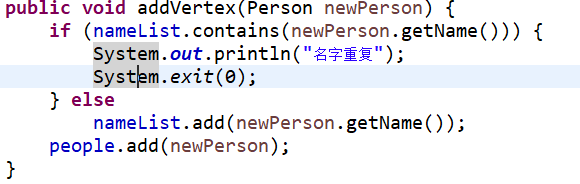 public void addVertex(Person newPerson) {
    if (nameList.contains(newPerson.getName())) {
        System.out.println("名字重复");
        System.exit(0);
    } else
        nameList.add(newPerson.getName());
    people.add(newPerson);
}